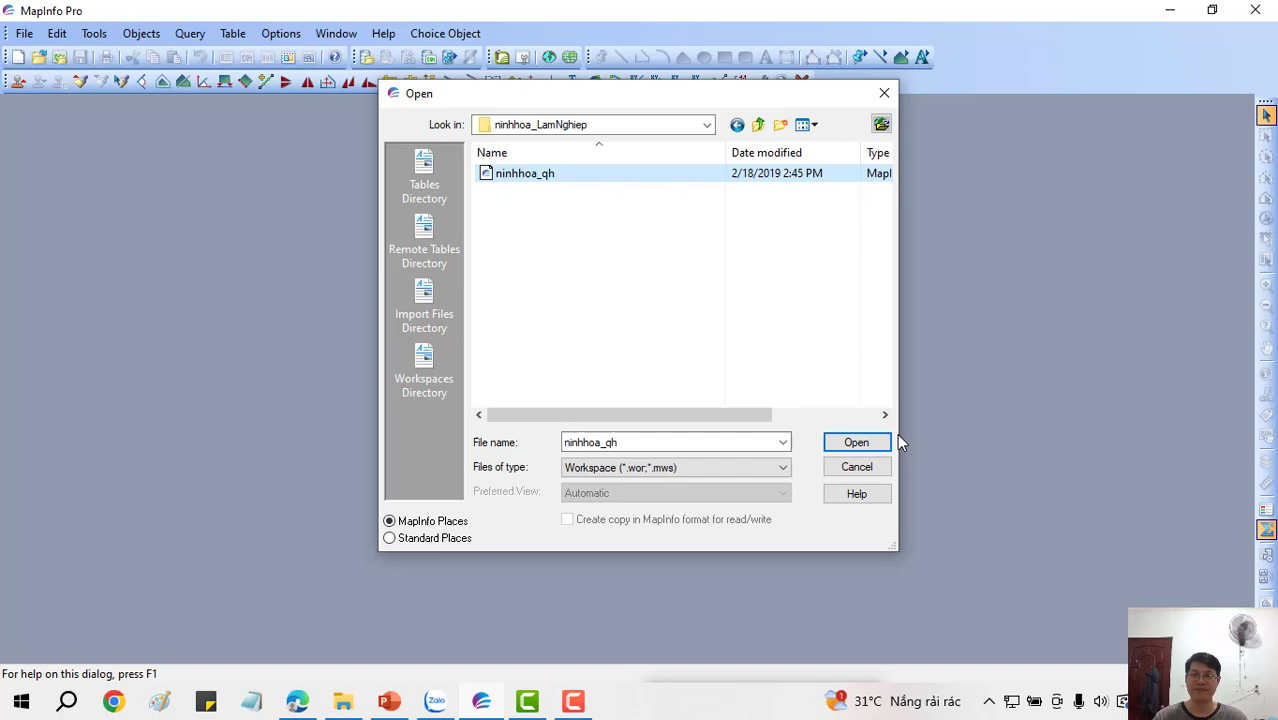 MapInfo Pro
File Edit Tools Objects Query Table Options Window Help Choice Object
Open
Look in: ninhhoa_LamNghiep
Name Date modified Type
ninhhoa_qh 2/18/2019 2:45 PM MapI
Tables
Directory
Remote Tables
Directory
Import Files
Directory
Workspaces
Directory
File name: ninhhoa_qh Open
Files of type: Workspace (*.wor;*.mws) Cancel
Preferred View: Automatic Help
Create copy in MapInfo format for read/write
MapInfo Places
Standard Places
For help on this dialog, press F1
Zalo
1 31°C Nắng rải rác